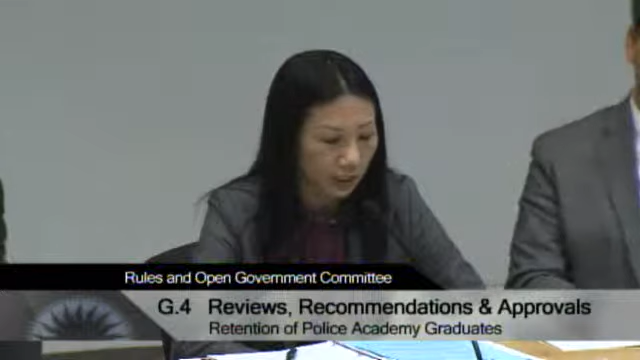 Rules and Open Government Committee
G.4 Reviews, Recommendations & Approvals
Retention of Police Academy Graduates